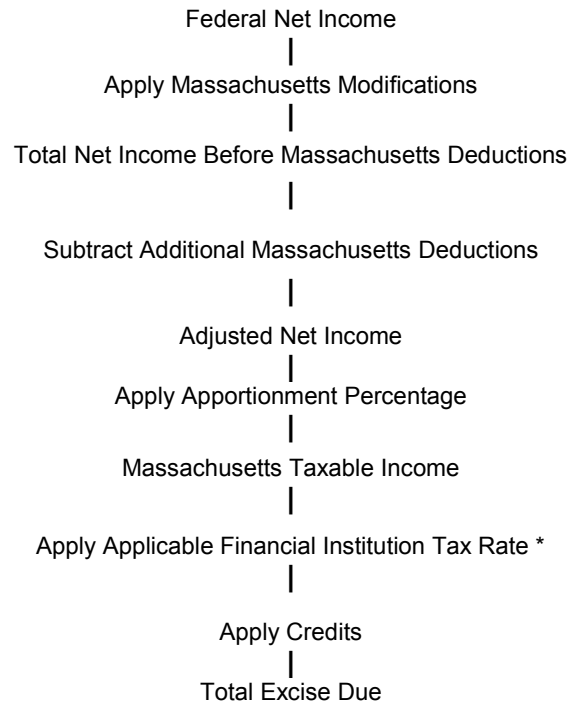 Federal Net Income
Apply Massachusetts Modifications
Total Net Income Before Massachusetts Deductions
Subtract Additional Massachusetts Deductions
Adjusted Net Income
Apply Apportionment Percentage
Massachusetts Taxable Income
Apply Applicable Financial Institution Tax Rate *
Apply Credits
Total Excise Due